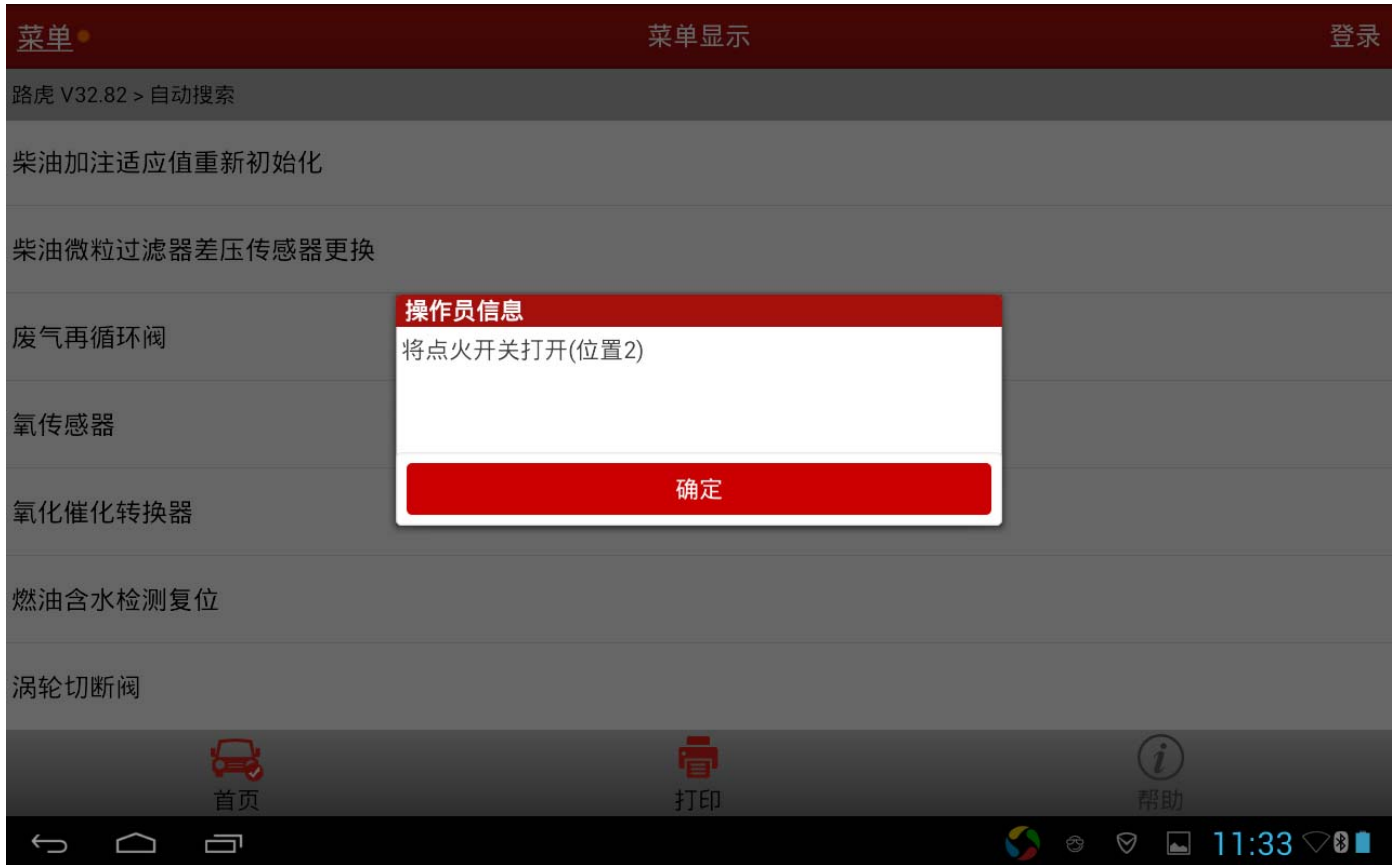 菜单
菜单显示
登录
路虎 V32.82 > 自动搜索
柴油加注适应值重新初始化
柴油微粒过滤器差压传感器更换
操作员信息
废气再循环阀
将点火开关打开(位置2)
氧传感器
确定
氧化催化转换器
燃油含水检测复位
涡轮切断阀
首页
打印
帮助
11:33